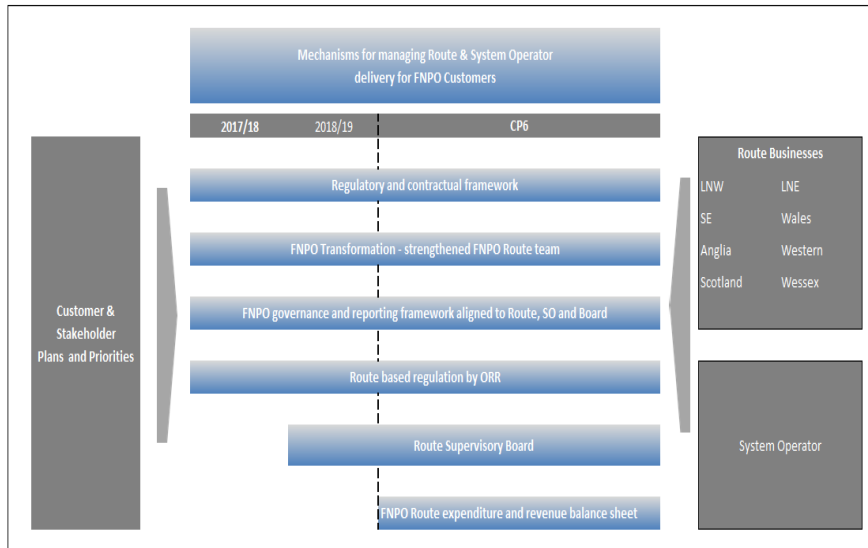 Mechanisms for managing Route & System Operator
delivery for FNPO Customers
2017/18 2018/19 CP6
Regulatory and contractual framework
FNPO Transformation - strengthened FNPO Route team
FNPO governance and reporting framework aligned to Route, SO and Board
Route based regulation by ORR
Route Supervisory Board
FNPO Route expenditure and revenue balance sheet
Customer &
Stakeholder
Plans and Priorities
Route Businesses
LNW LNE
SE Wales
Anglia Western
Scotland Wessex
System Operator